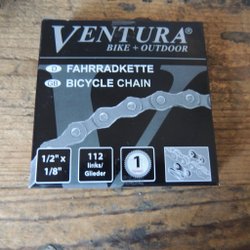 VENTURA®
BIKE + OUTDOOR
D FAHRRADKETTE
GB BICYCLE CHAIN
1/2" x
1/8"
112
links/
Glieder
1